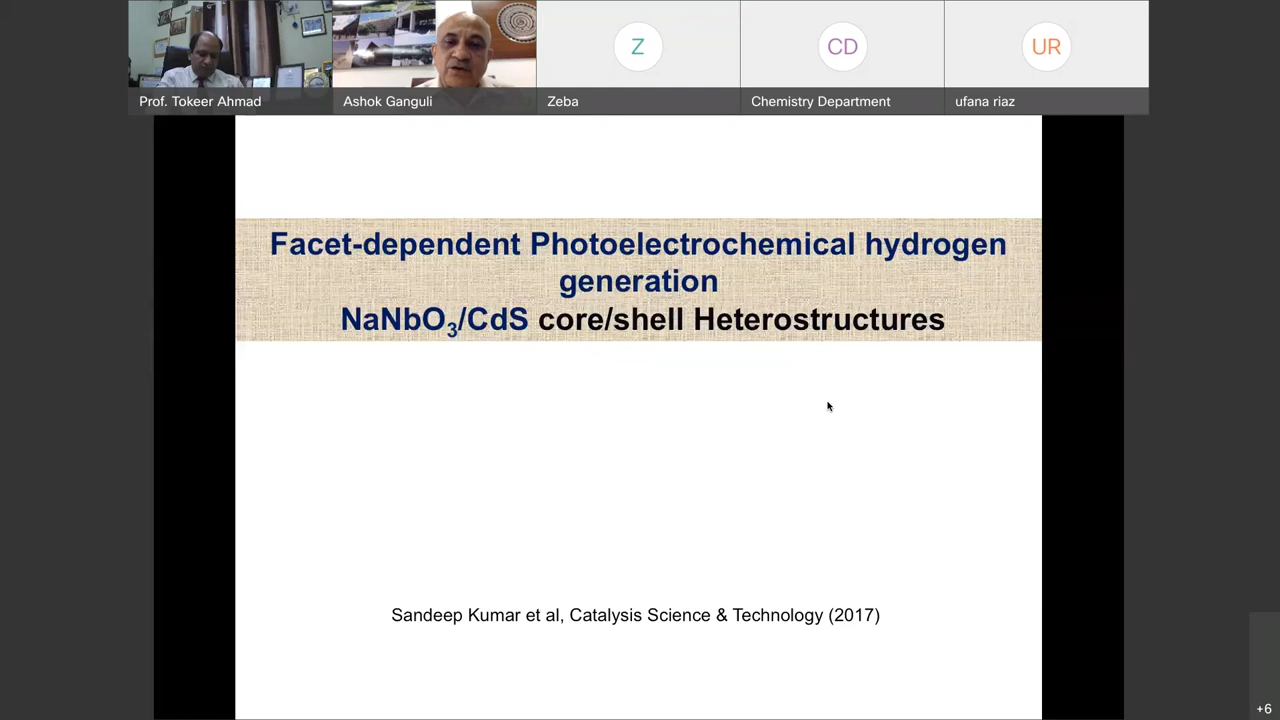 Z
CD
UR
Prof. Tokeer Ahmad
Ashok Ganguli
Zeba
Chemistry Department
ufana riaz
Facet-dependent Photoelectrochemical hydrogen
generation
NaNbO₃/CdS core/shell Heterostructures
Sandeep Kumar et al, Catalysis Science & Technology (2017)
+6